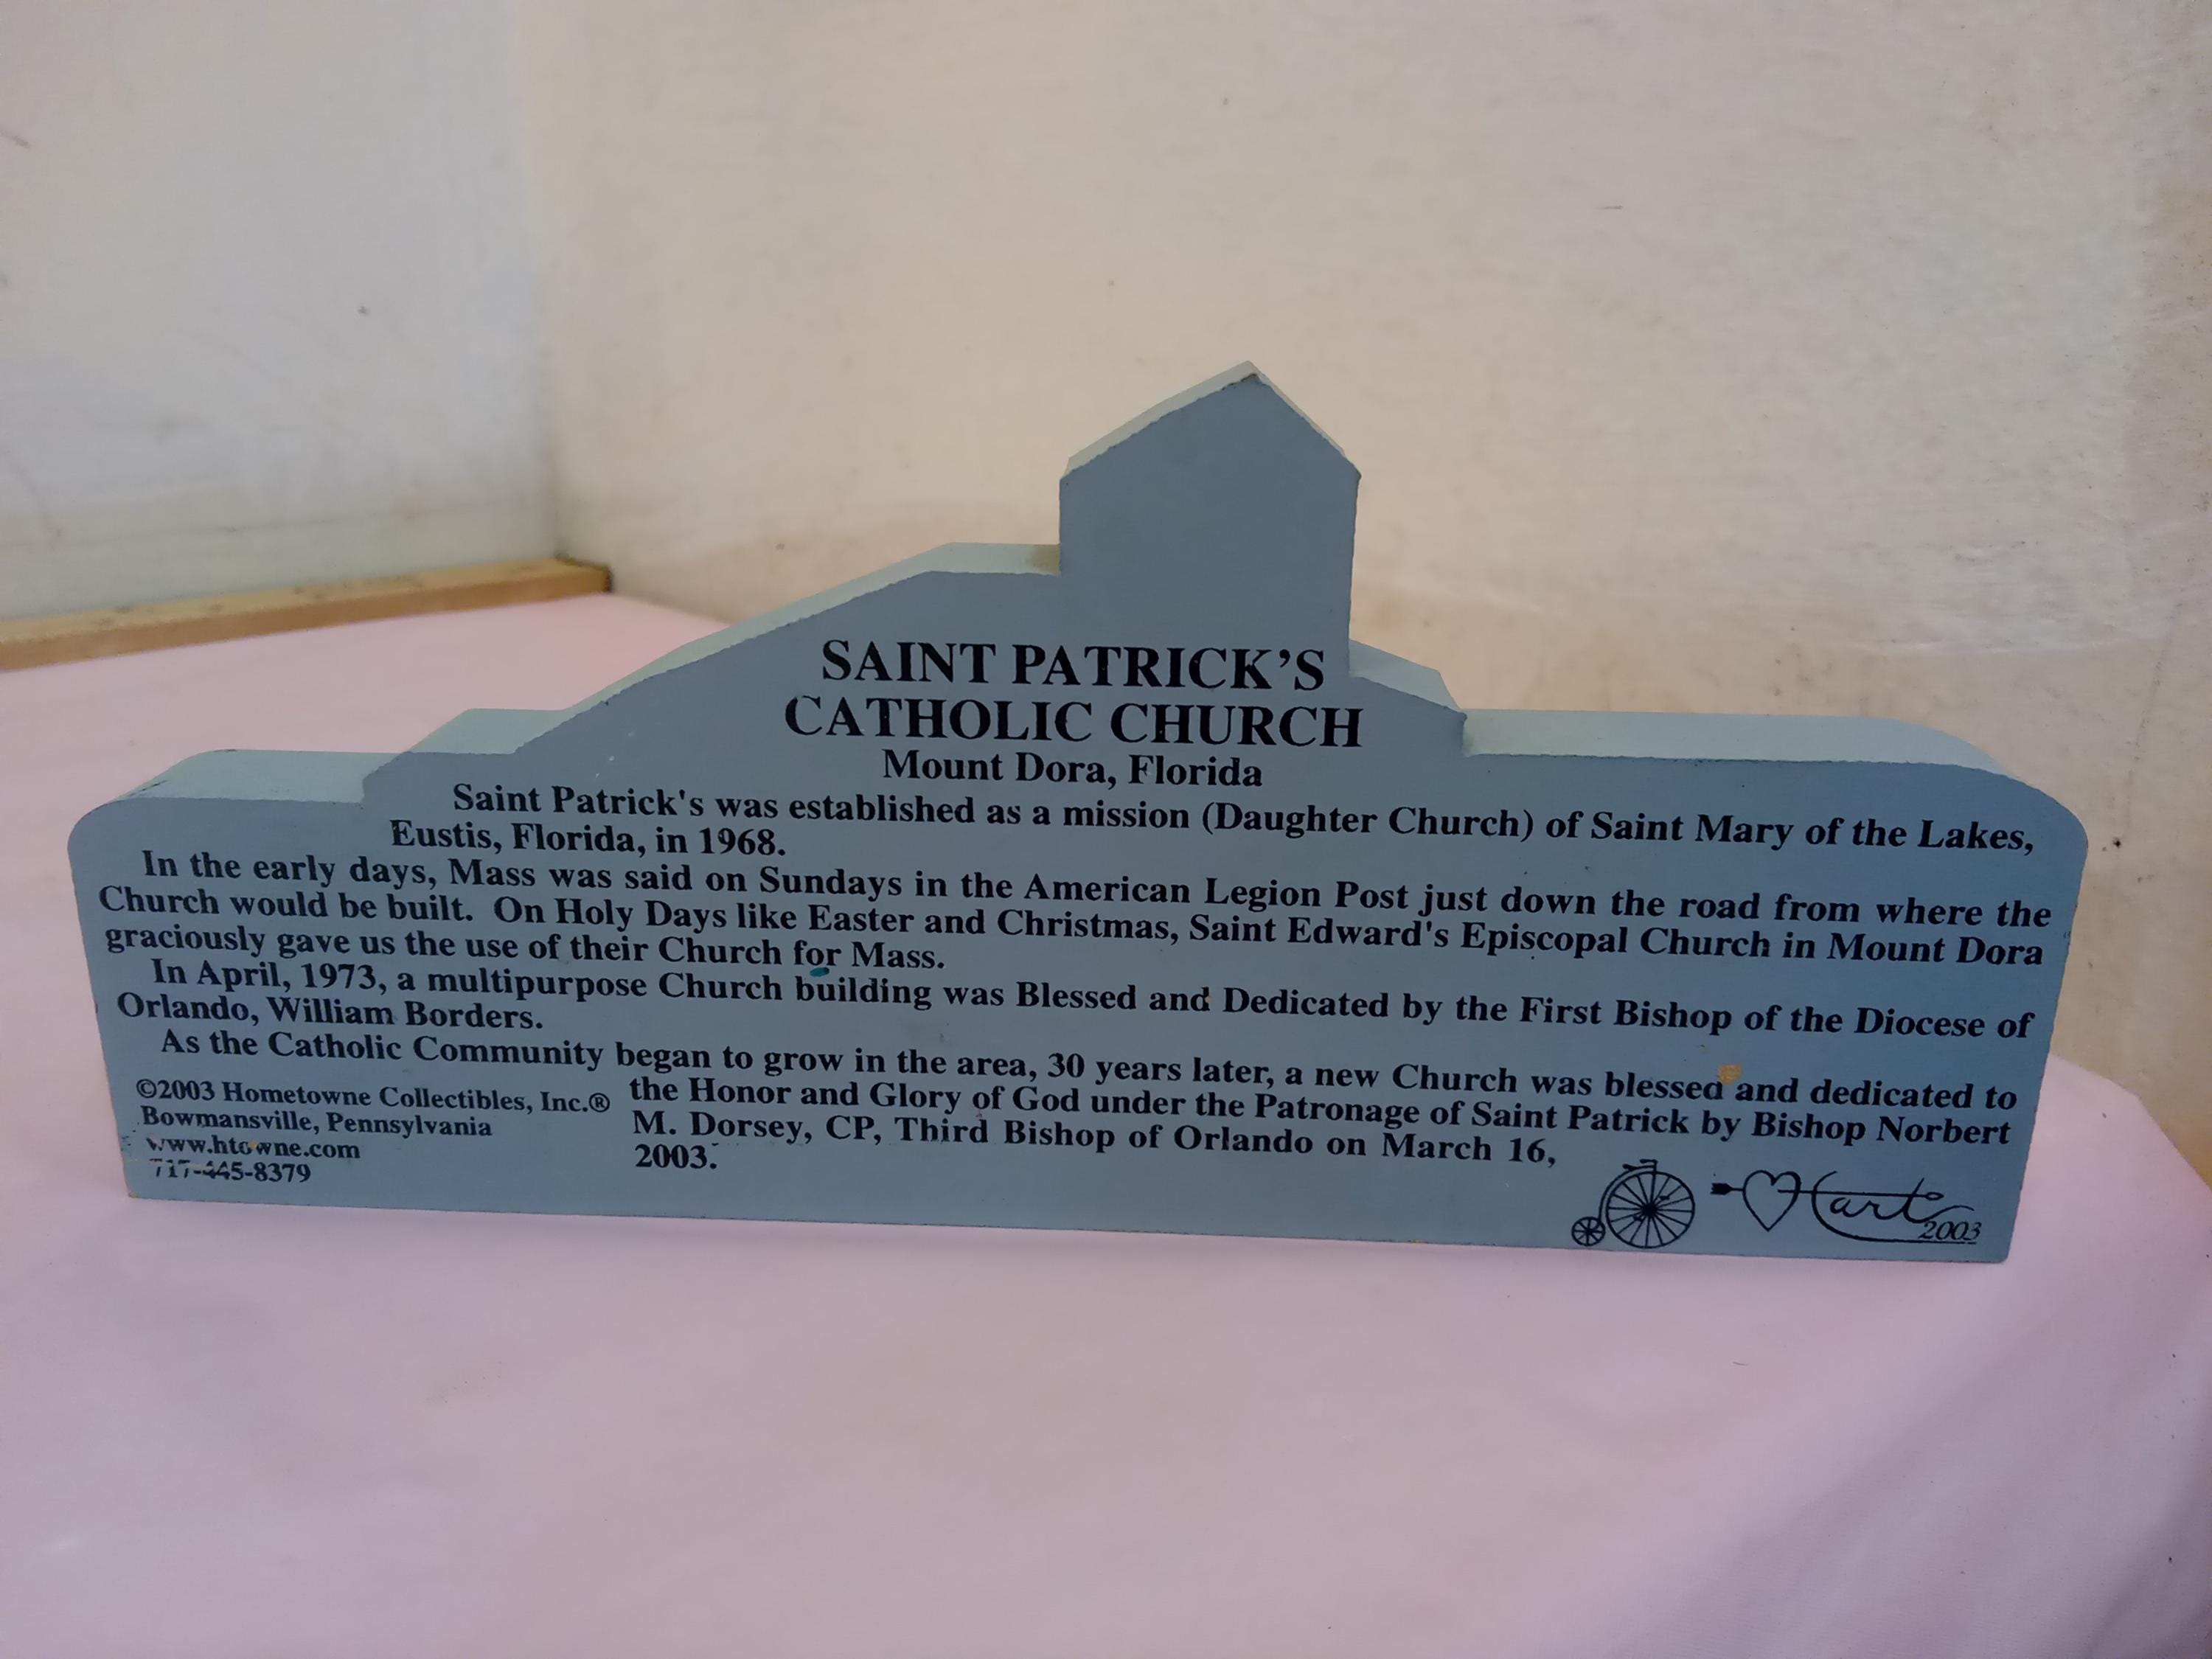 SAINT PATRICK'S
CATHOLIC CHURCH
Mount Dora, Florida
Saint Patrick's was established as a mission (Daughter Church) of Saint Mary of the Lakes,
Eustis, Florida, in 1968.
In the early days, Mass was said on Sundays in the American Legion Post just down the road from where the
Church would be built. On Holy Days like Easter and Christmas, Saint Edward's Episcopal Church in Mount Dora
graciously gave us the use of their Church for Mass.
In April, 1973, a multipurpose Church building was Blessed and Dedicated by the First Bishop of the Diocese of
Orlando, William Borders.
As the Catholic Community began to grow in the area, 30 years later, a new Church was blessed and dedicated to
the Honor and Glory of God under the Patronage of Saint Patrick by Bishop Norbert
M. Dorsey, CP, Third Bishop of Orlando on March 16,
2003.
©2003 Hometowne Collectibles, Inc.®
Bowmansville, Pennsylvania
www.htowne.com
717-445-8379
Hart
2003